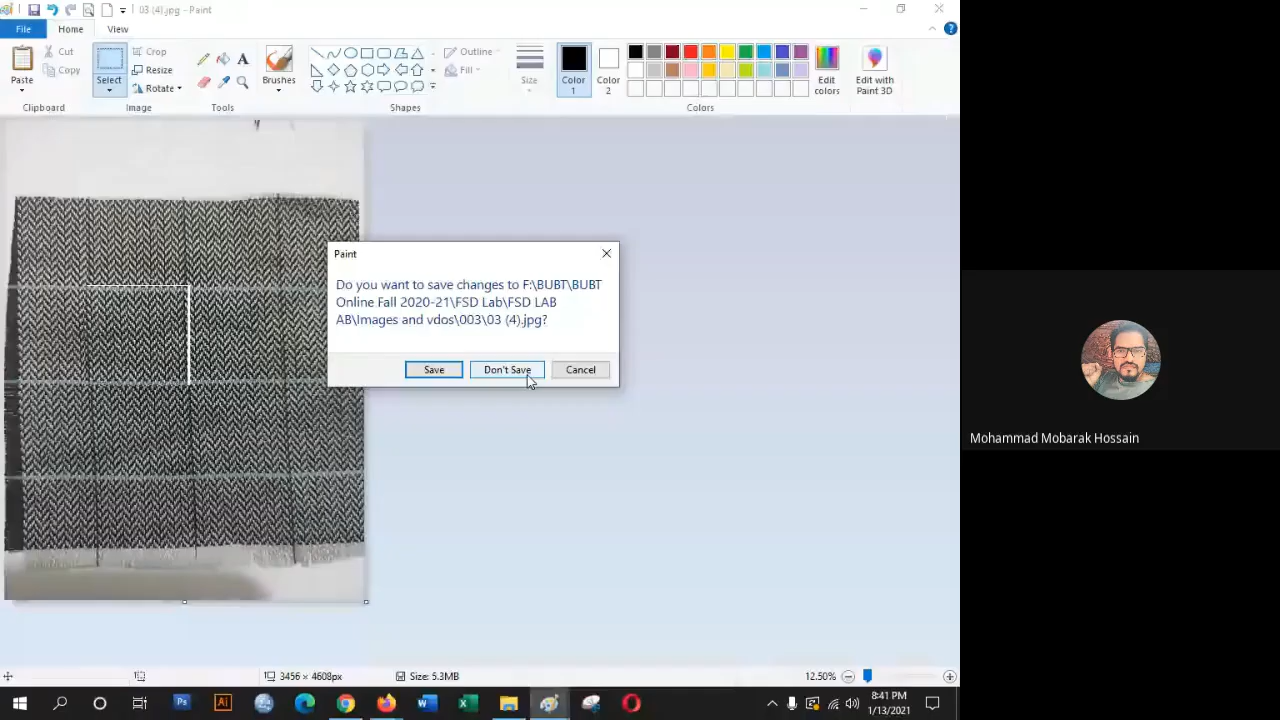 03 (4).jpg - Paint
File Home View
Paste
Cut
Copy
Clipboard
Select
Crop
Resize
Rotate
Image
A
Tools
Brushes
Shapes
Outline
Fill
Size
Color 1
Color 2
Edit colors
Colors
Edit with Paint 3D
Paint
Do you want to save changes to F:\BUBT\BUBT
Online Fall 2020-21\FSD Lab\FSD LAB
AB\Images and vdos\003\03 (4).jpg?
Save Don't Save Cancel
Mohammad Mobarak Hossain
3456 × 4608px Size: 5.3MB 12.50%
Ps Ai
8:41 PM
1/13/2021